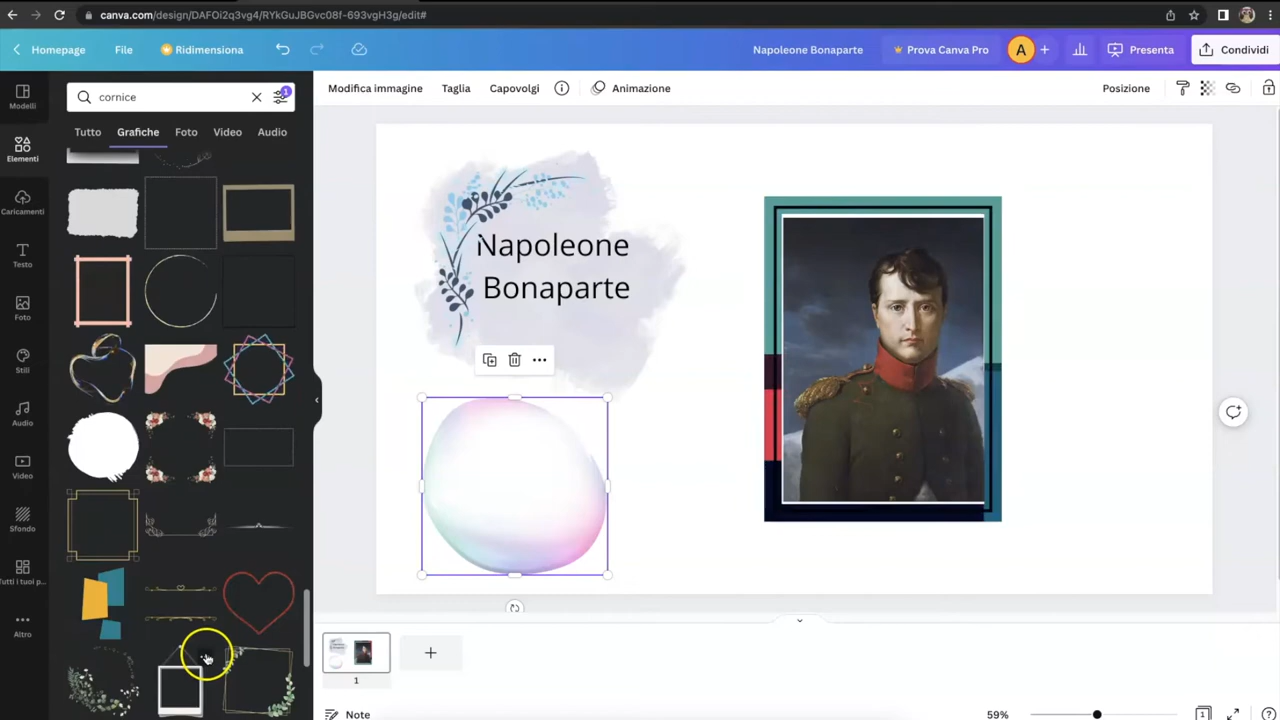 canva.com/design/DAFOi2q3vg4/RYkGuJBGvc08f-693vgH3g/edit#
Homepage
File
Ridimensiona
Napoleone Bonaparte
Prova Canva Pro
A
Presenta
Condividi
Modelli
cornice
1
Modifica immagine
Taglia
Capovolgi
Animazione
Posizione
Tutto
Grafiche
Foto
Video
Audio
Elementi
Caricamenti
Testo
Foto
Stili
Audio
Video
Sfondo
Tutti i tuoi p...
Altro
Napoleone
Bonaparte
1
Note
59%
1